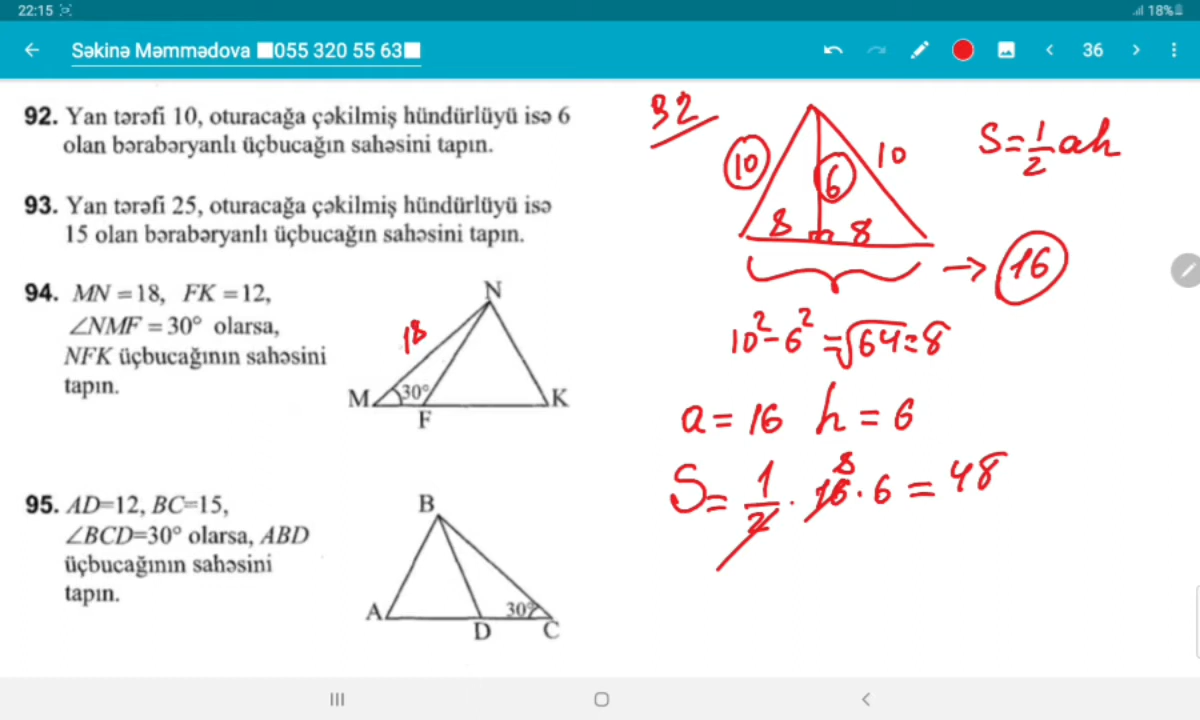 22:15
18%
Səkinə Məmmədova 055 320 55 63
36
92. Yan tərəfi 10, oturacağa çəkilmiş hündürlüyü isə 6
olan bərabəryanlı üçbucağın sahəsini tapın.
93. Yan tərəfi 25, oturacağa çəkilmiş hündürlüyü isə
15 olan bərabəryanlı üçbucağın sahəsini tapın.
94. MN = 18, FK = 12,
∠NMF = 30° olarsa,
NFK üçbucağının sahəsini
tapın.
N
18
M
30°
F
K
95. AD=12, BC=15,
∠BCD=30° olarsa, ABD
üçbucağının sahəsini
tapın.
B
A
30°
D
C
92
10
10
6
8
8
S=1/2 ah
→ 16
10²-6²=√64=8
a = 16 h = 6
S= 1/2 · 16 · 6 = 48
8